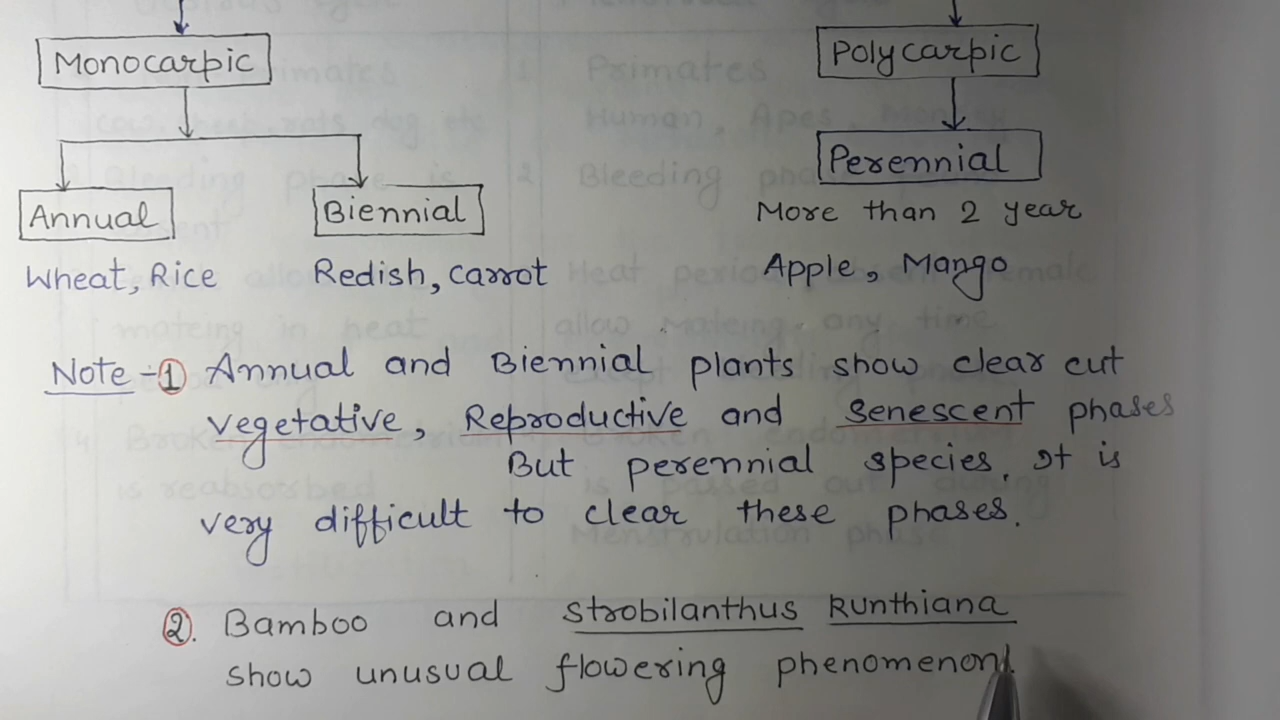 Monocarpic
Polycarpic
Perennial
Annual
Biennial
More than 2 year
Wheat, Rice
Redish, carrot
Apple, Mango
Note :- 1 Annual and Biennial plants show clear cut
vegetative, Reproductive and senescent phases
But perennial species. It is
very difficult to clear these phases.
2. Bamboo and strobilanthus Runthiana
show unusual flowering phenomenon.